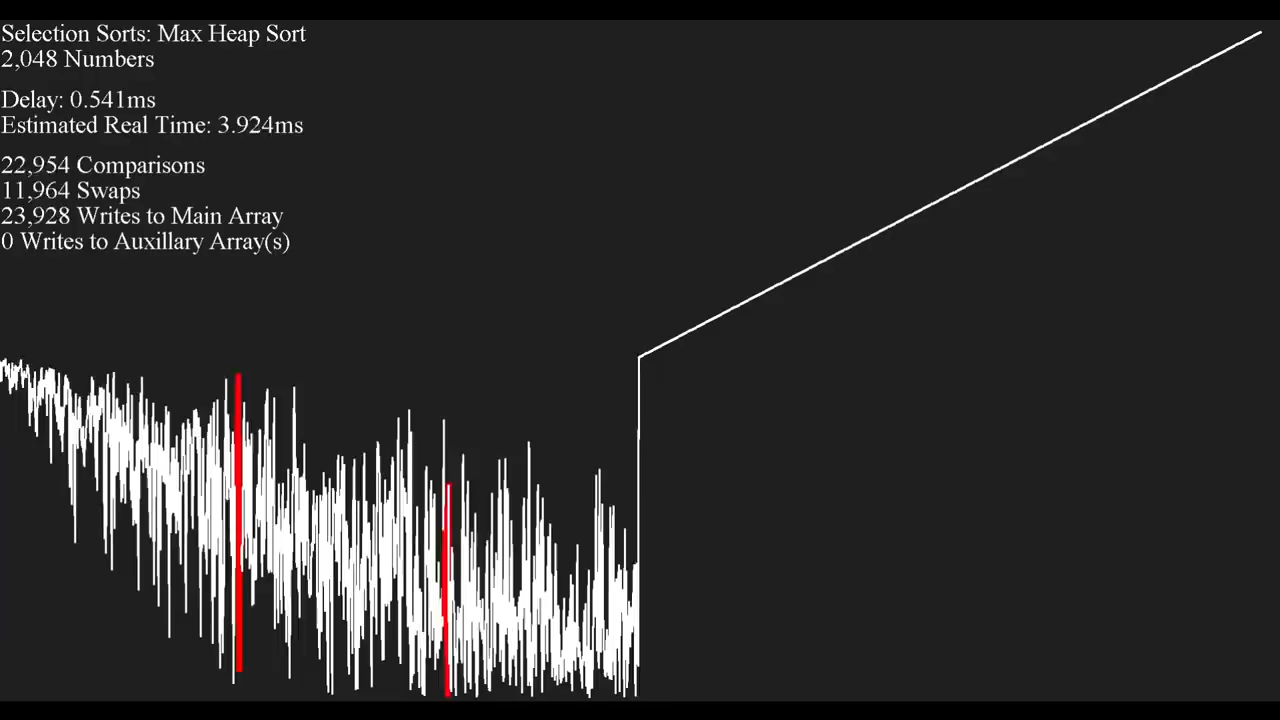 Selection Sorts: Max Heap Sort
2,048 Numbers
Delay: 0.541ms
Estimated Real Time: 3.924ms
22,954 Comparisons
11,964 Swaps
23,928 Writes to Main Array
0 Writes to Auxillary Array(s)